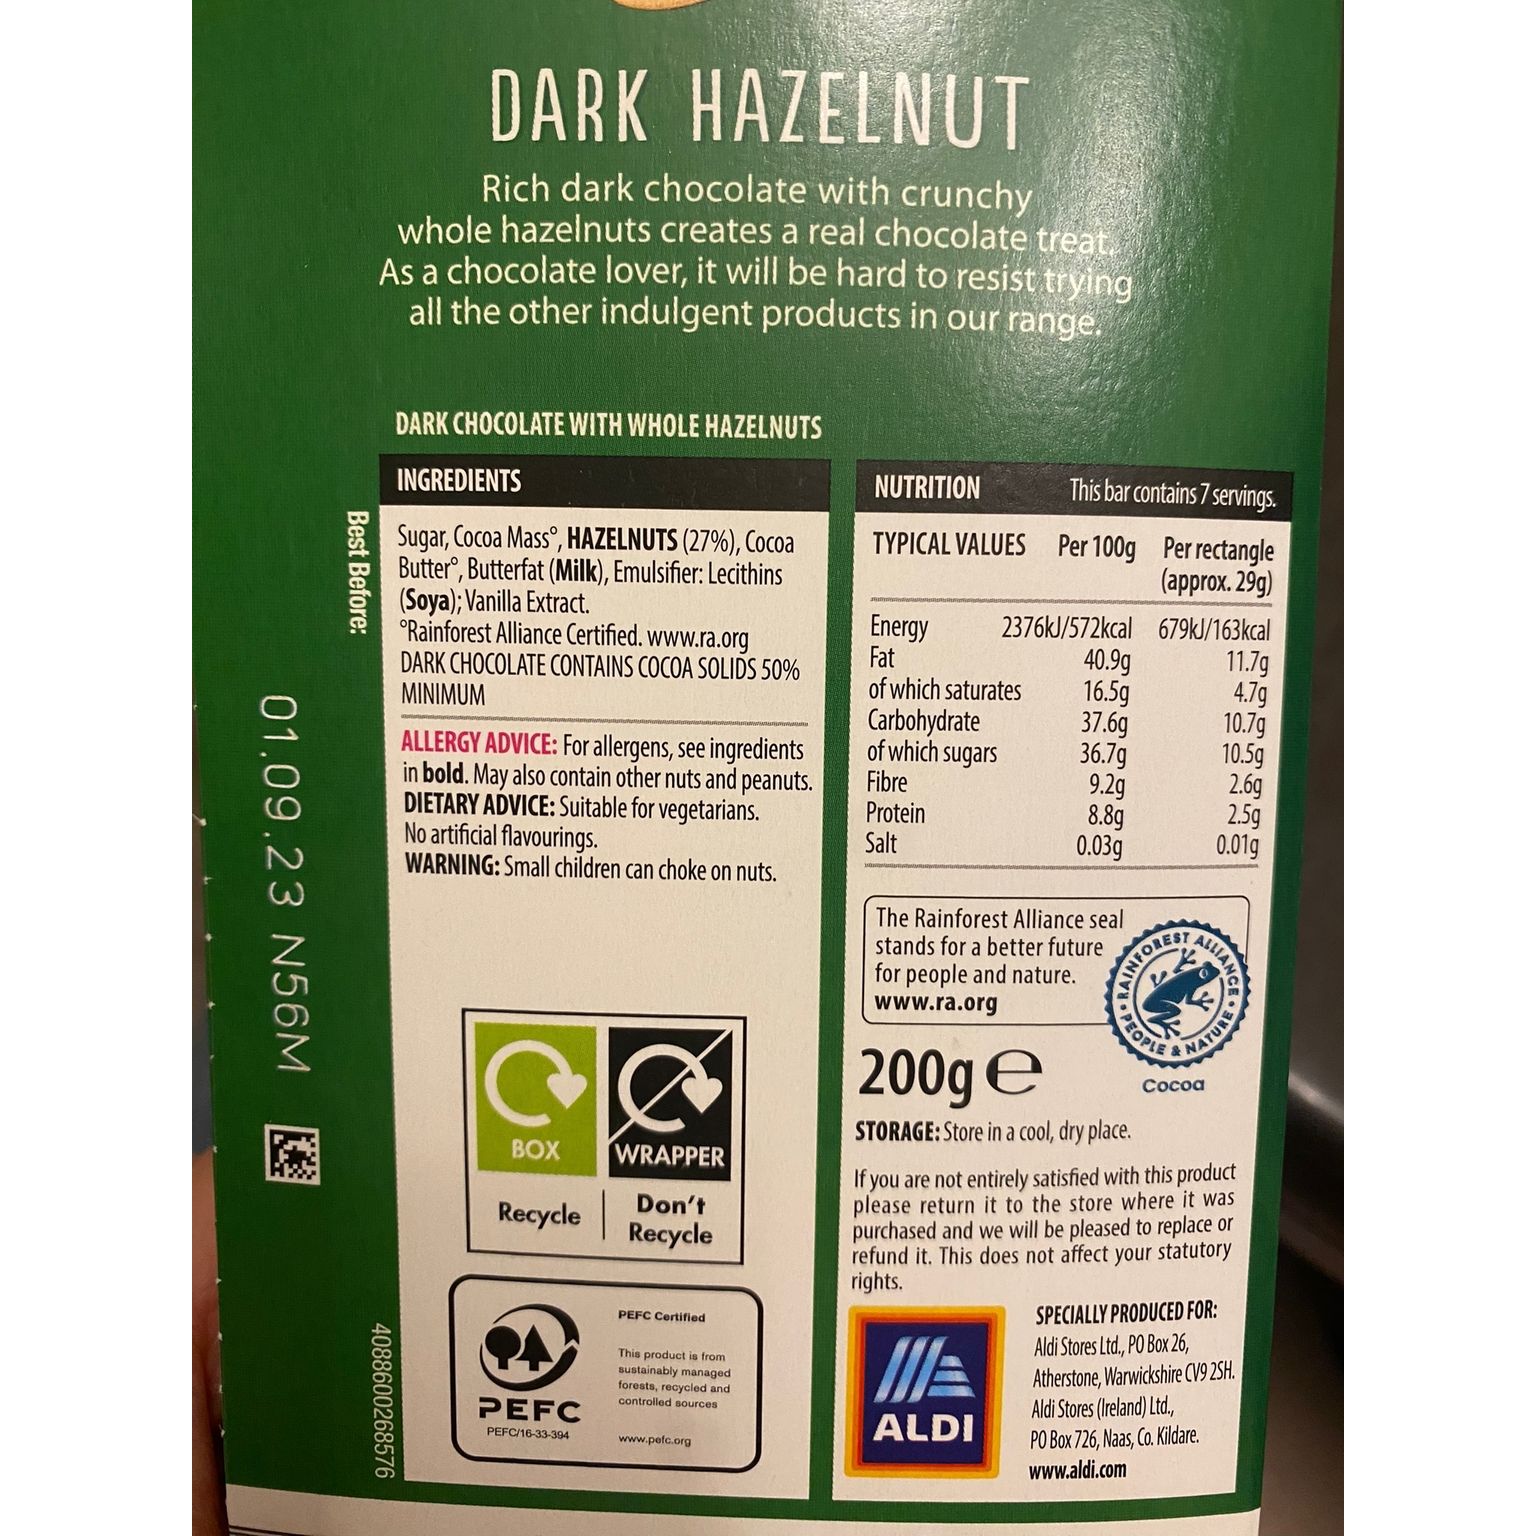 DARK HAZELNUT
Rich dark chocolate with crunchy
whole hazelnuts creates a real chocolate treat.
As a chocolate lover, it will be hard to resist trying
all the other indulgent products in our range.
DARK CHOCOLATE WITH WHOLE HAZELNUTS
INGREDIENTS
Sugar, Cocoa Mass°, HAZELNUTS (27%), Cocoa
Butter°, Butterfat (Milk), Emulsifier: Lecithins
(Soya); Vanilla Extract.
°Rainforest Alliance Certified. www.ra.org
DARK CHOCOLATE CONTAINS COCOA SOLIDS 50%
MINIMUM
ALLERGY ADVICE: For allergens, see ingredients
in bold. May also contain other nuts and peanuts.
DIETARY ADVICE: Suitable for vegetarians.
No artificial flavourings.
WARNING: Small children can choke on nuts.
BOX
WRAPPER
Recycle
Don't
Recycle
PEFC
PEFC/16-33-394
PEFC Certified
This product is from
sustainably managed
forests, recycled and
controlled sources
www.pefc.org
Best Before:
01.09.23 N56M
4088600268576
NUTRITION This bar contains 7 servings.
TYPICAL VALUES Per 100g Per rectangle
(approx. 29g)
Energy 2376kJ/572kcal 679kJ/163kcal
Fat 40.9g 11.7g
of which saturates 16.5g 4.7g
Carbohydrate 37.6g 10.7g
of which sugars 36.7g 10.5g
Fibre 9.2g 2.6g
Protein 8.8g 2.5g
Salt 0.03g 0.01g
The Rainforest Alliance seal
stands for a better future
for people and nature.
www.ra.org
RAINFOREST ALLIANCE
PEOPLE & NATURE
Cocoa
200g e
STORAGE: Store in a cool, dry place.
If you are not entirely satisfied with this product
please return it to the store where it was
purchased and we will be pleased to replace or
refund it. This does not affect your statutory
rights.
ALDI
SPECIALLY PRODUCED FOR:
Aldi Stores Ltd., PO Box 26,
Atherstone, Warwickshire CV9 2SH.
Aldi Stores (Ireland) Ltd.,
PO Box 726, Naas, Co. Kildare.
www.aldi.com